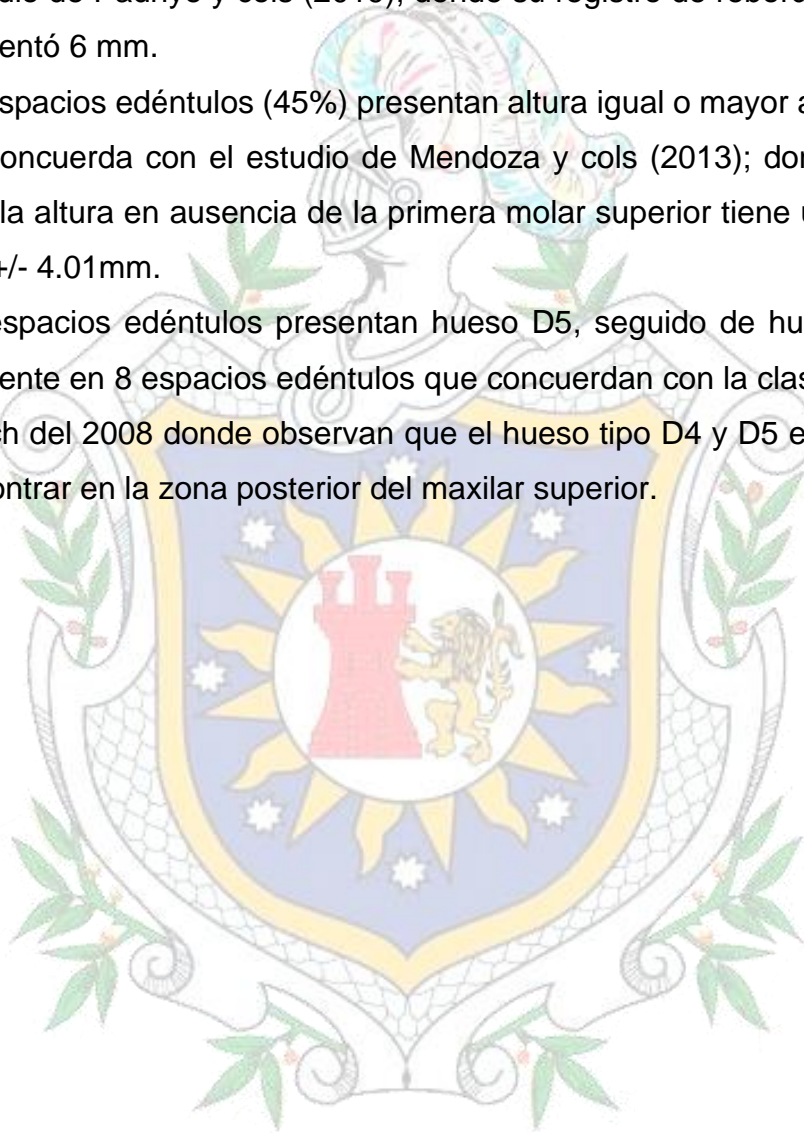 entó 6 mm.
spacios edéntulos (45%) presentan altura igual o mayor a
oncuerda con el estudio de Mendoza y cols (2013); dor
la altura en ausencia de la primera molar superior tiene u
+/- 4.01mm.
espacios edéntulos presentan hueso D5, seguido de hu
ente en 8 espacios edéntulos que concuerdan con la clas
ch del 2008 donde observan que el hueso tipo D4 y D5 e
ontrar en la zona posterior del maxilar superior.